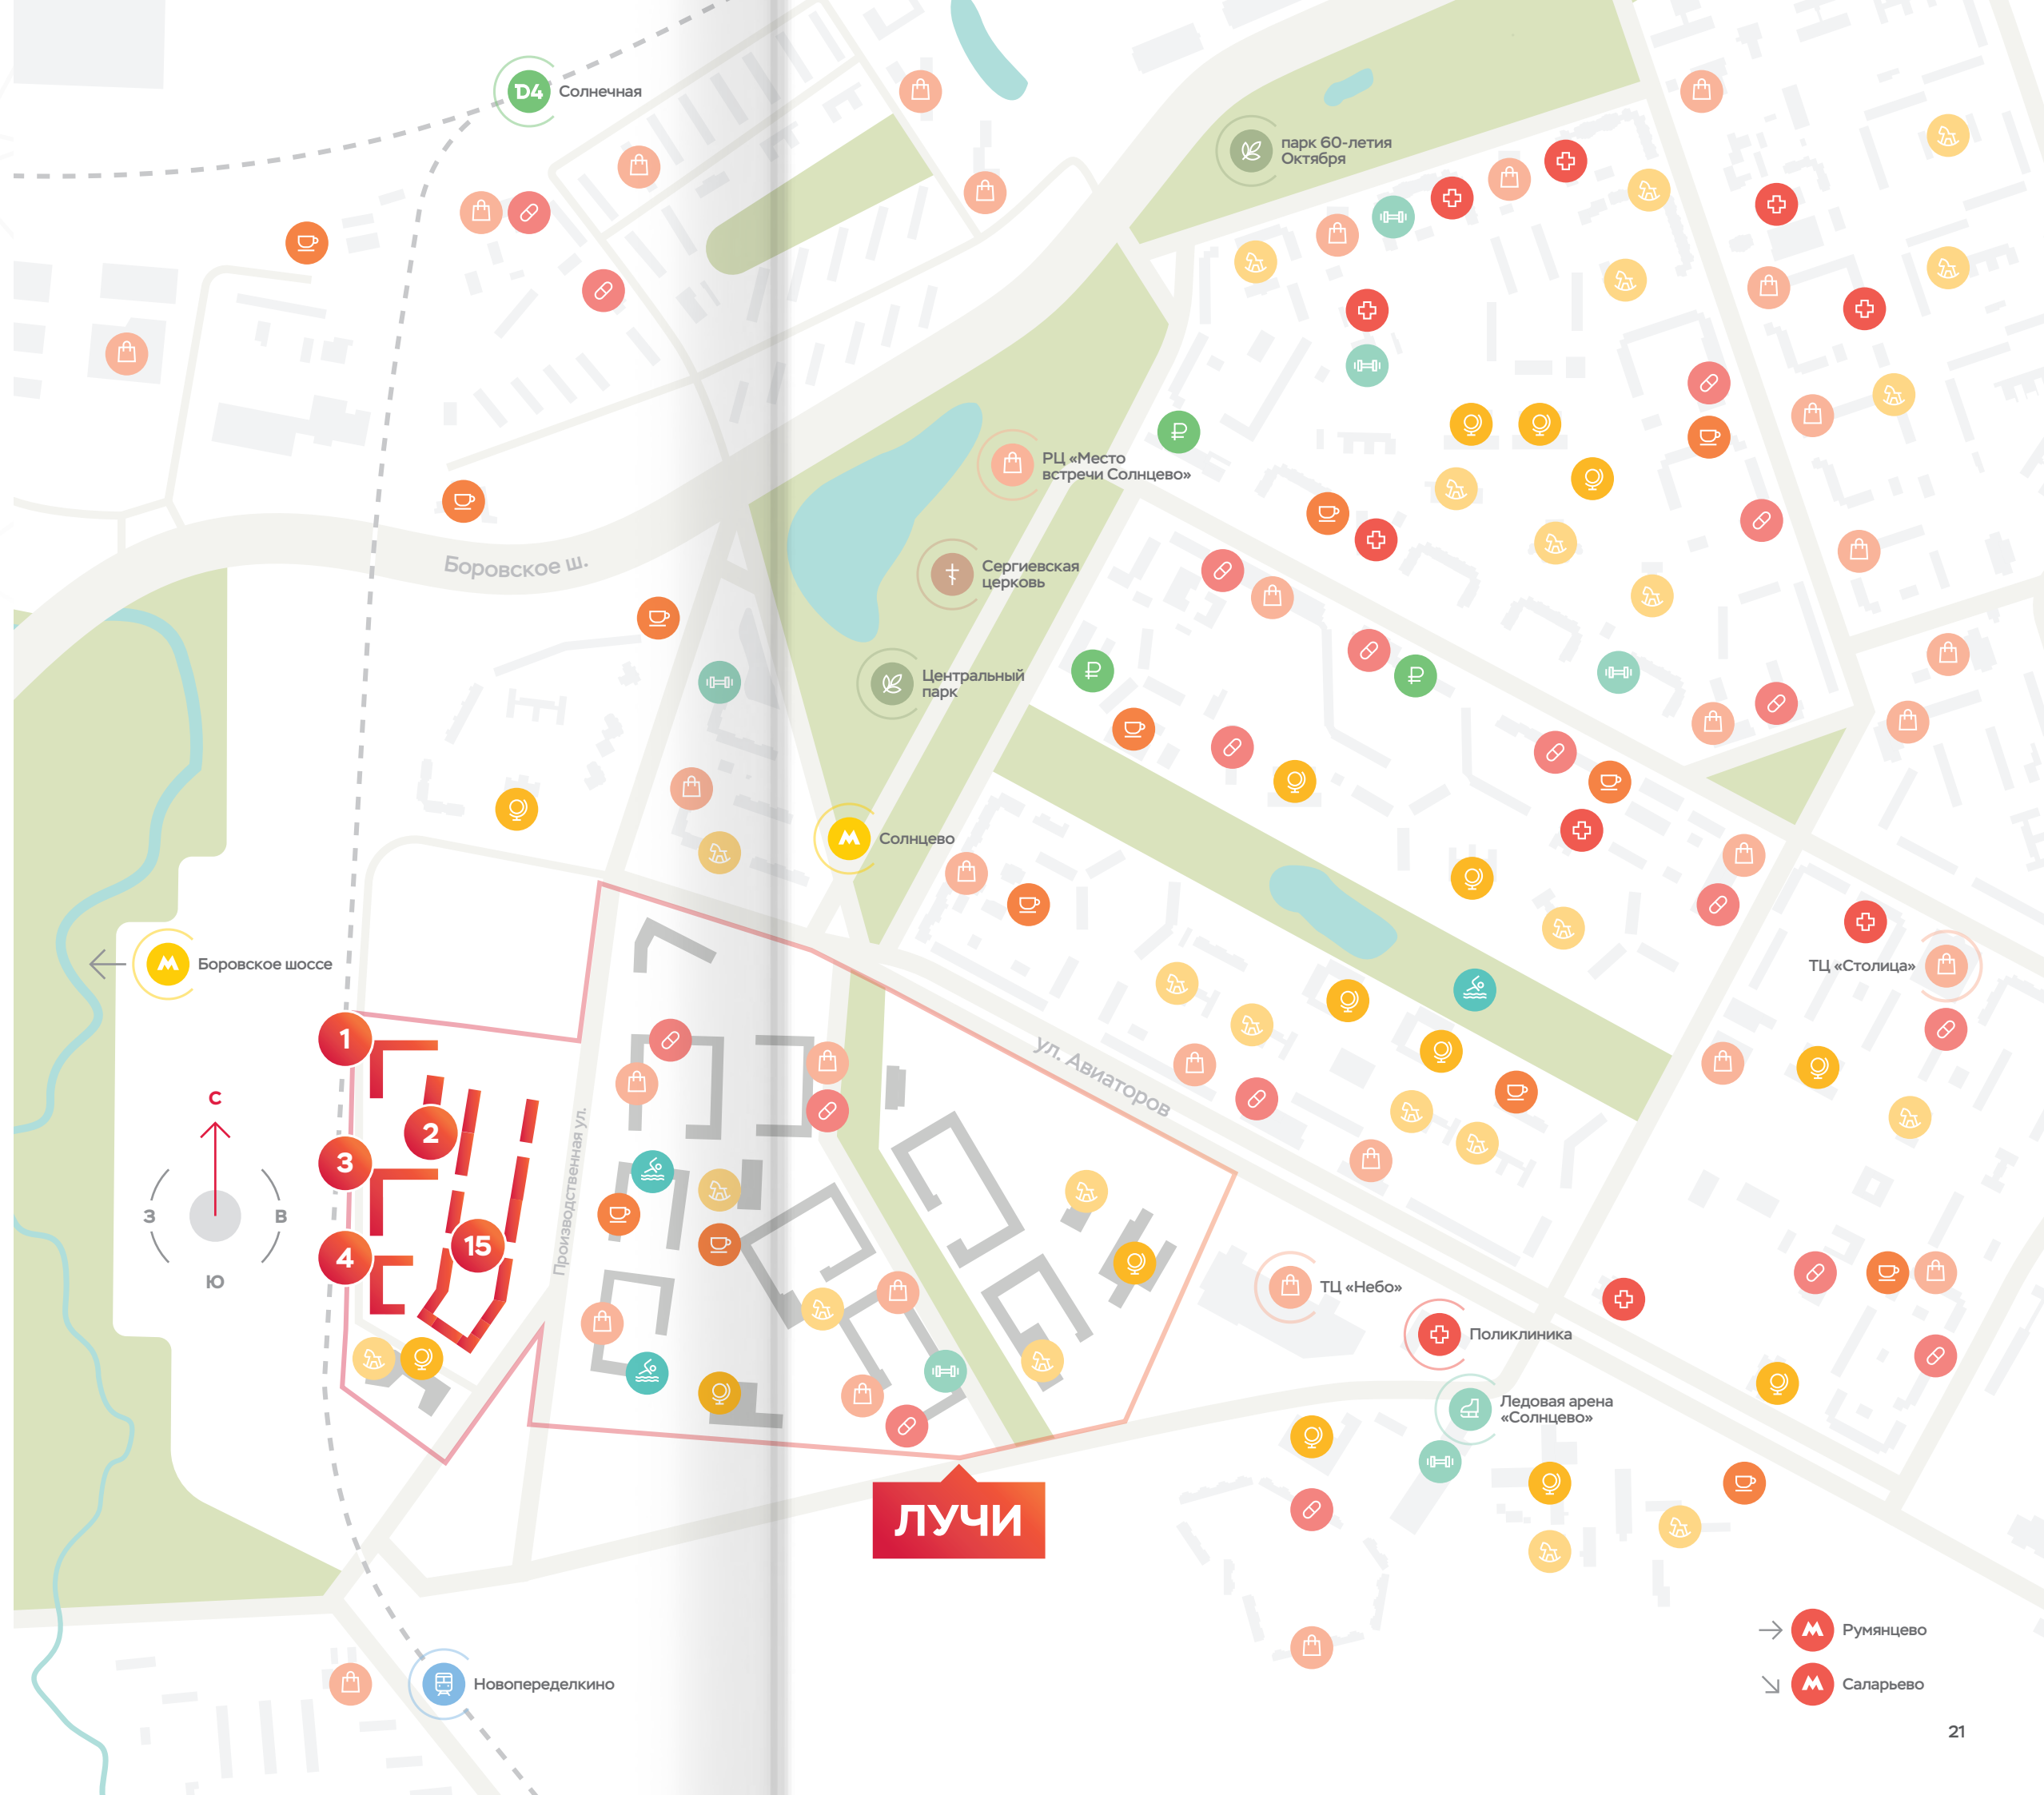 D4
Солнечная
парк 60-летия
Октября
РЦ «Место
встречи Солнцево»
Боровское ш.
Сергиевская
церковь
Центральный
парк
Солнцево
Боровское шоссе
ТЦ «Столица»
ул. Авиаторов
1
2
3
4
15
С
З
В
Ю
Производственная ул.
ТЦ «Небо»
Поликлиника
Ледовая арена
«Солнцево»
ЛУЧИ
Новопеределкино
Румянцево
Саларьево
21